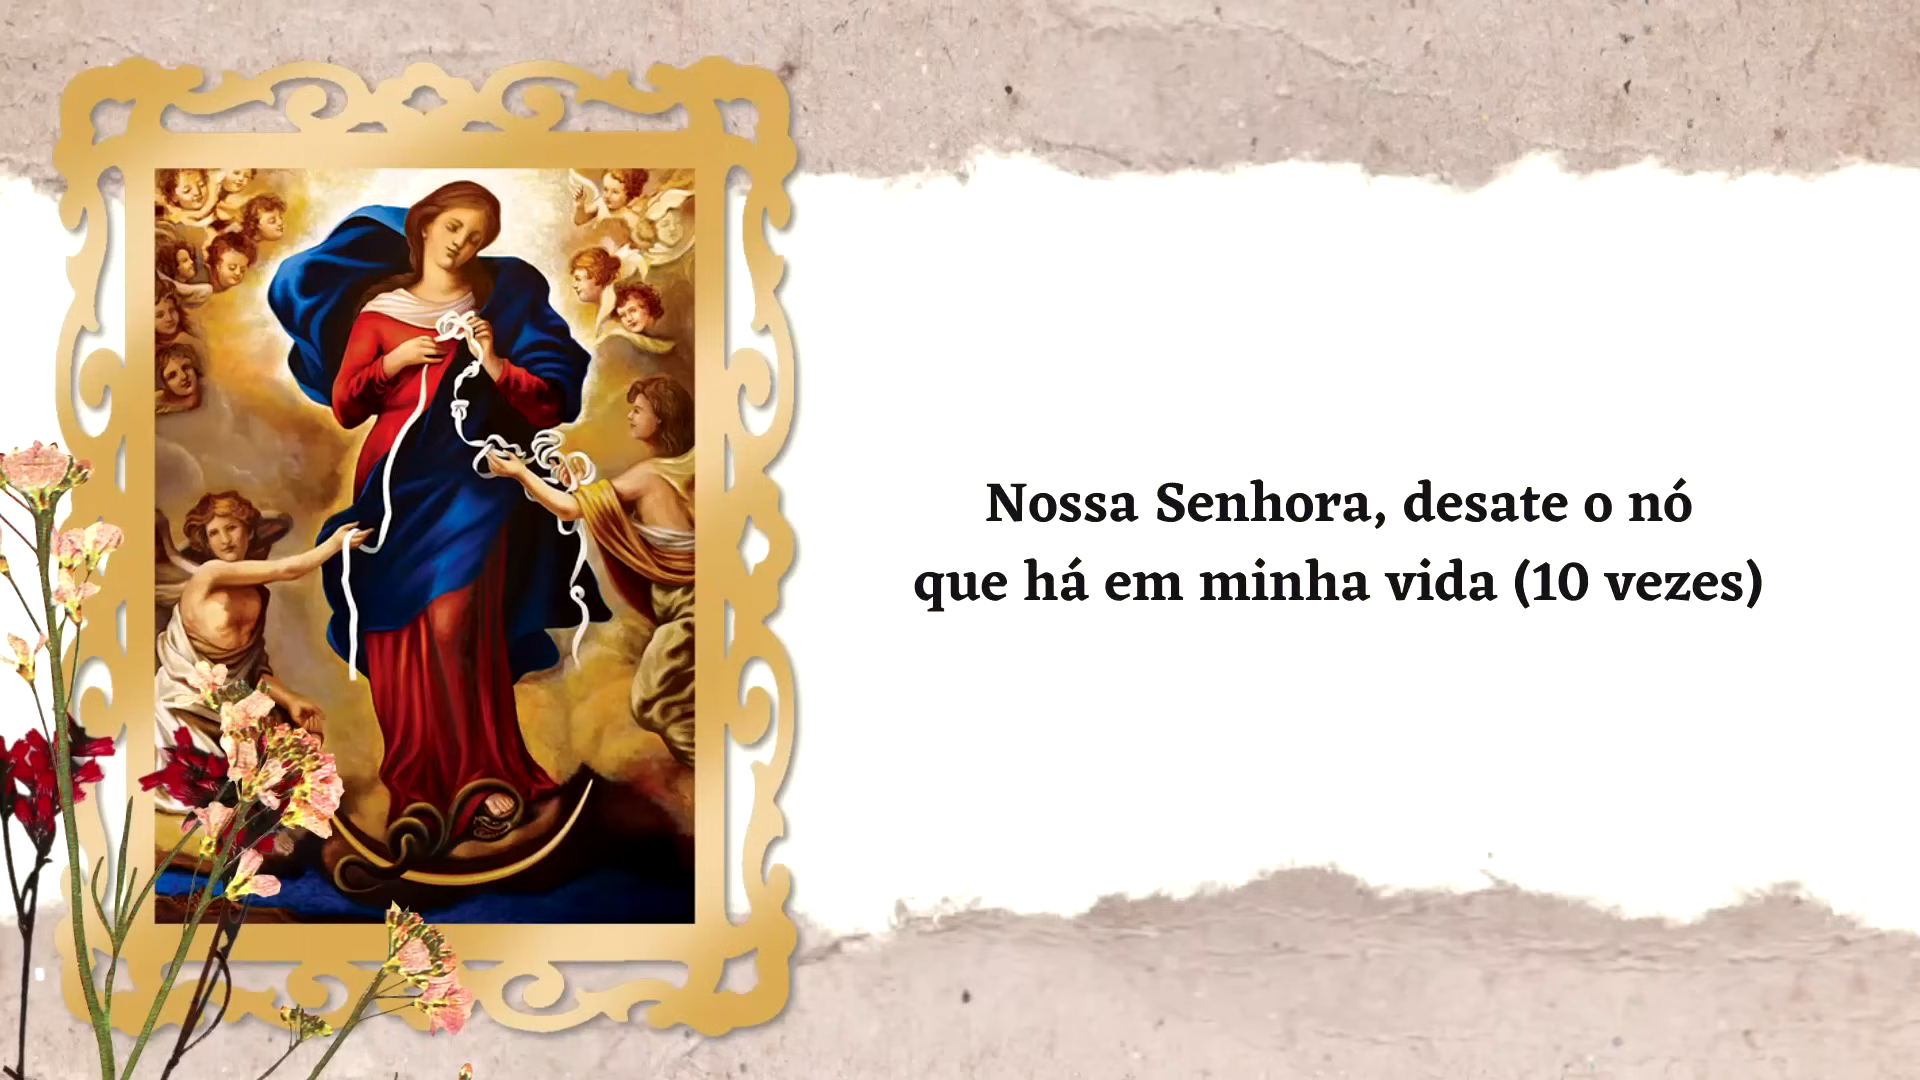 Nossa Senhora, desate o nó
que há em minha vida (10 vezes)